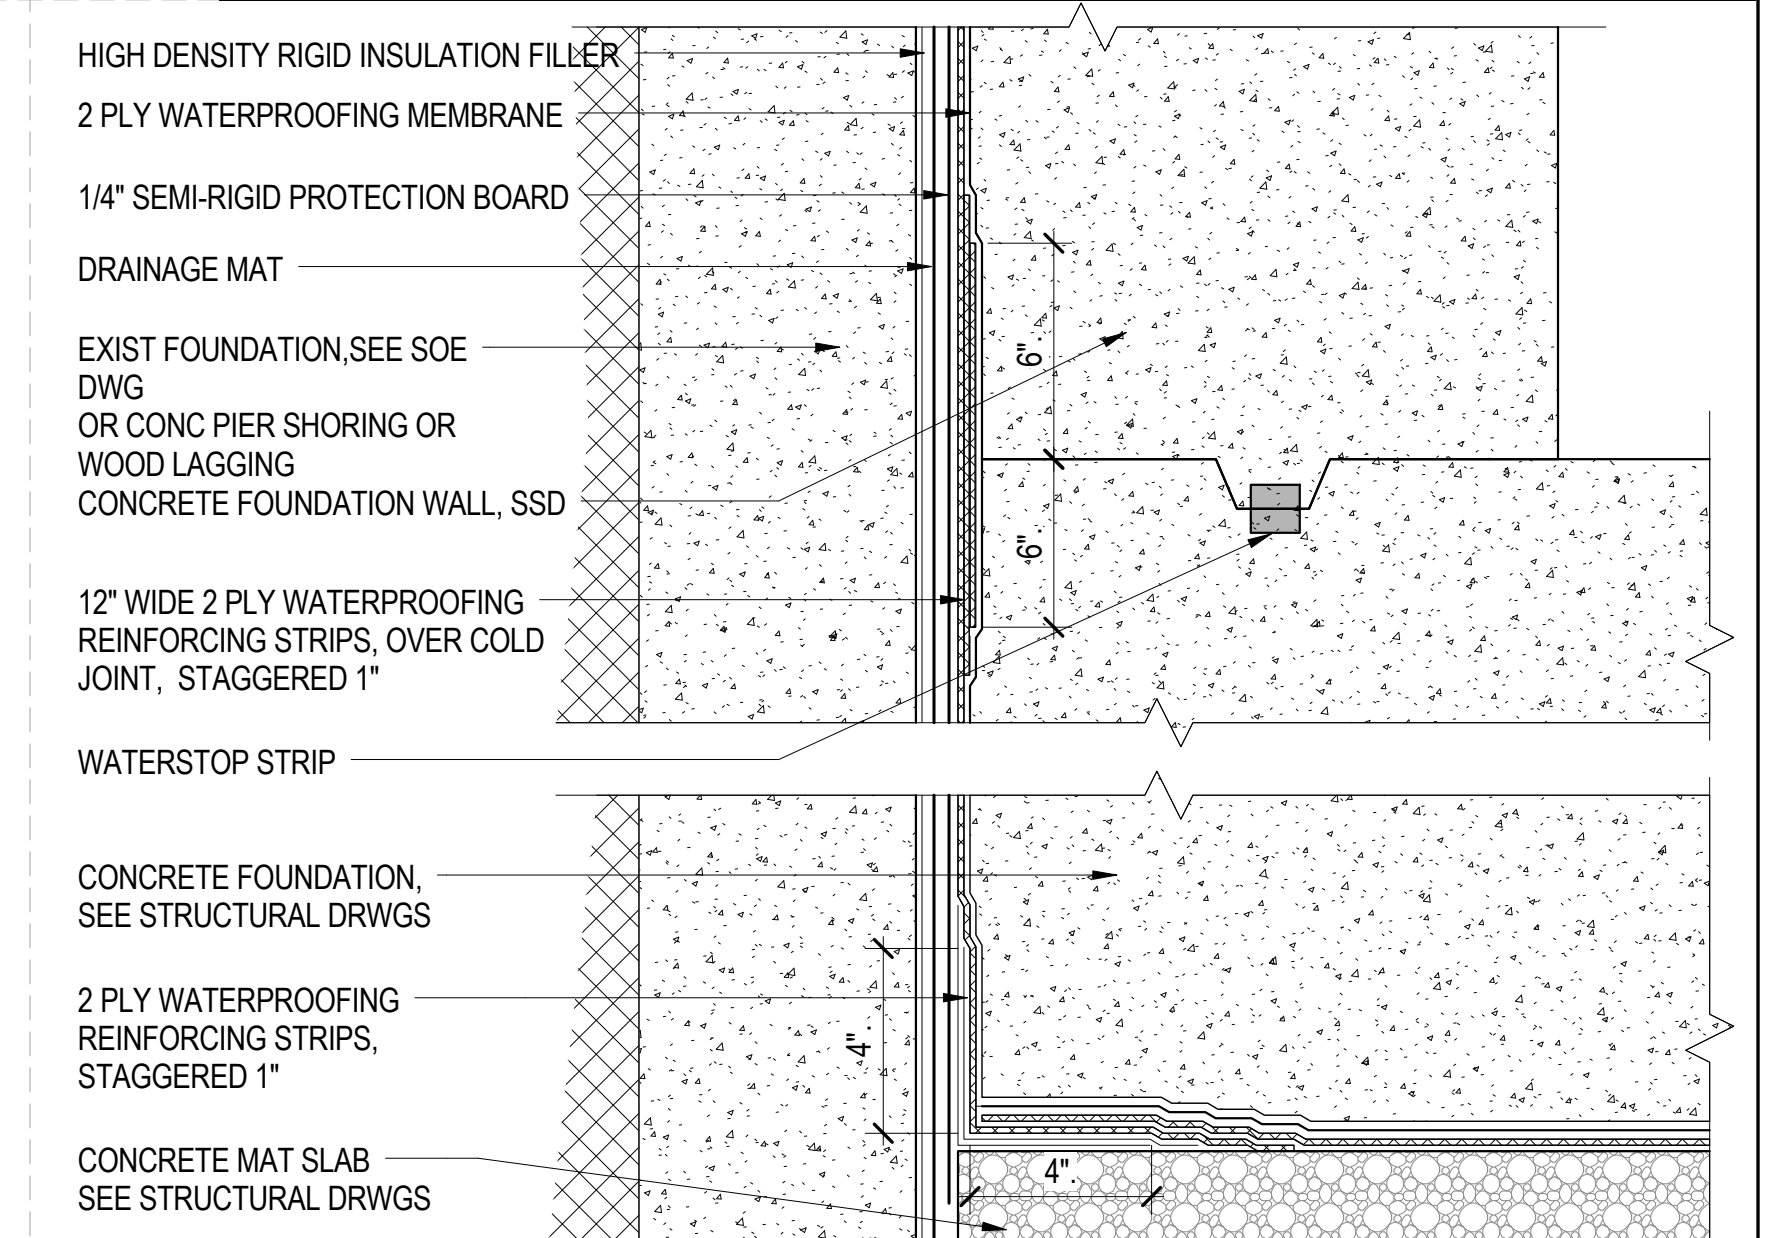 HIGH DENSITY RIGID INSULATION FILLER
2 PLY WATERPROOFING MEMBRANE
1/4" SEMI-RIGID PROTECTION BOARD
DRAINAGE MAT
EXIST FOUNDATION,SEE SOE
DWG
OR CONC PIER SHORING OR
WOOD LAGGING
CONCRETE FOUNDATION WALL, SSD
12" WIDE 2 PLY WATERPROOFING
REINFORCING STRIPS, OVER COLD
JOINT, STAGGERED 1"
WATERSTOP STRIP
CONCRETE FOUNDATION,
SEE STRUCTURAL DRWGS
2 PLY WATERPROOFING
REINFORCING STRIPS,
STAGGERED 1"
CONCRETE MAT SLAB
SEE STRUCTURAL DRWGS
6".
6".
4".
4".